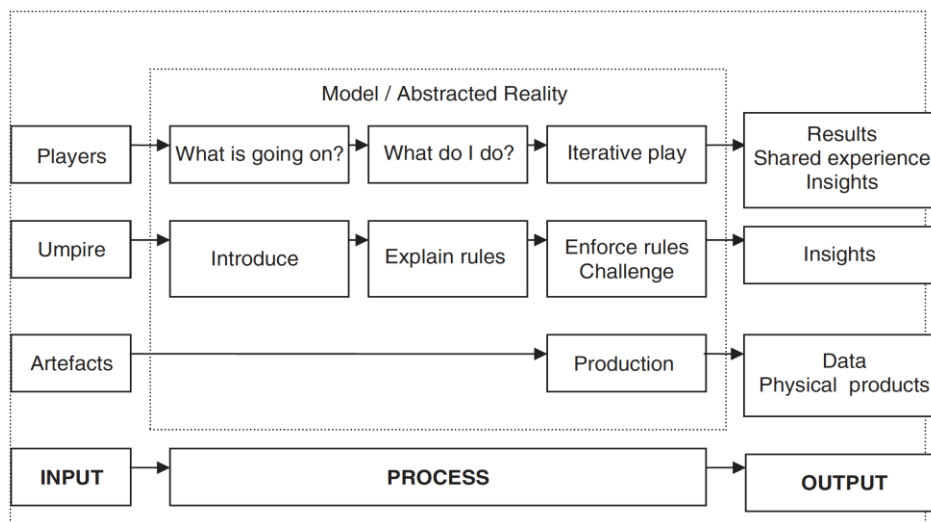 Model / Abstracted Reality
Players
What is going on?
What do I do?
Iterative play
Results
Shared experience
Insights
Umpire
Introduce
Explain rules
Enforce rules
Challenge
Insights
Artefacts
Production
Data
Physical products
INPUT
PROCESS
OUTPUT